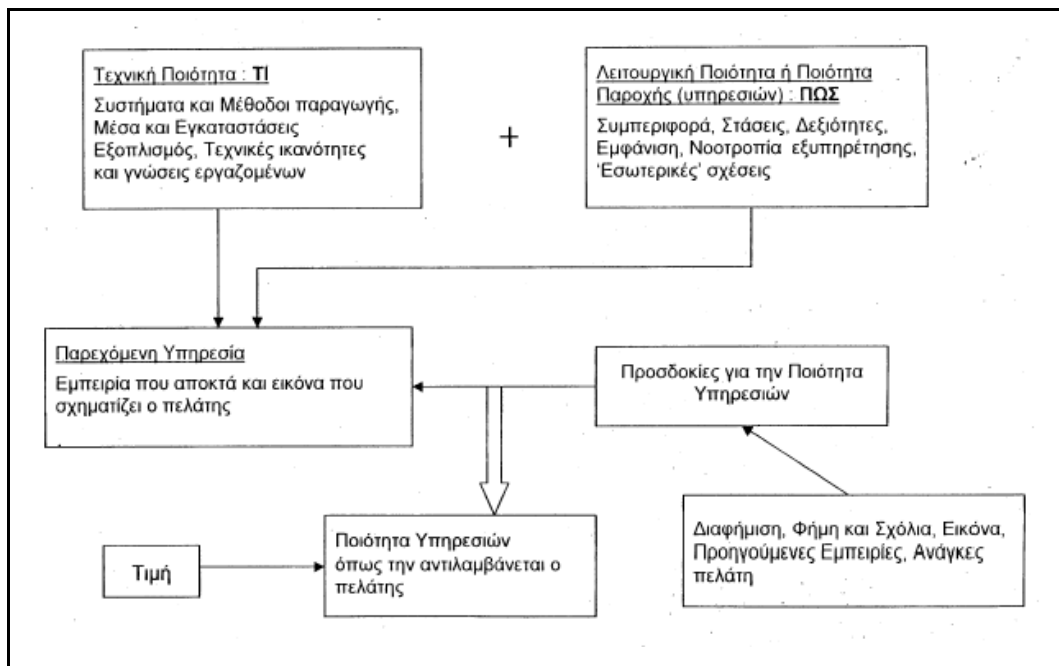 Τεχνική Ποιότητα : ΤΙ
Συστήματα και Μέθοδοι παραγωγής,
Μέσα και Εγκαταστάσεις
Εξοπλισμός, Τεχνικές ικανότητες
και γνώσεις εργαζομένων
+
Λειτουργική Ποιότητα ή Ποιότητα
Παροχής (υπηρεσιών) : ΠΩΣ
Συμπεριφορά, Στάσεις, Δεξιότητες,
Εμφάνιση, Νοοτροπία εξυπηρέτησης,
‘Εσωτερικές’ σχέσεις
Παρεχόμενη Υπηρεσία
Εμπειρία που αποκτά και εικόνα που
σχηματίζει ο πελάτης
Προσδοκίες για την Ποιότητα
Υπηρεσιών
Διαφήμιση, Φήμη και Σχόλια, Εικόνα,
Προηγούμενες Εμπειρίες, Ανάγκες
πελάτη
Τιμή
Ποιότητα Υπηρεσιών
όπως την αντιλαμβάνεται ο
πελάτης